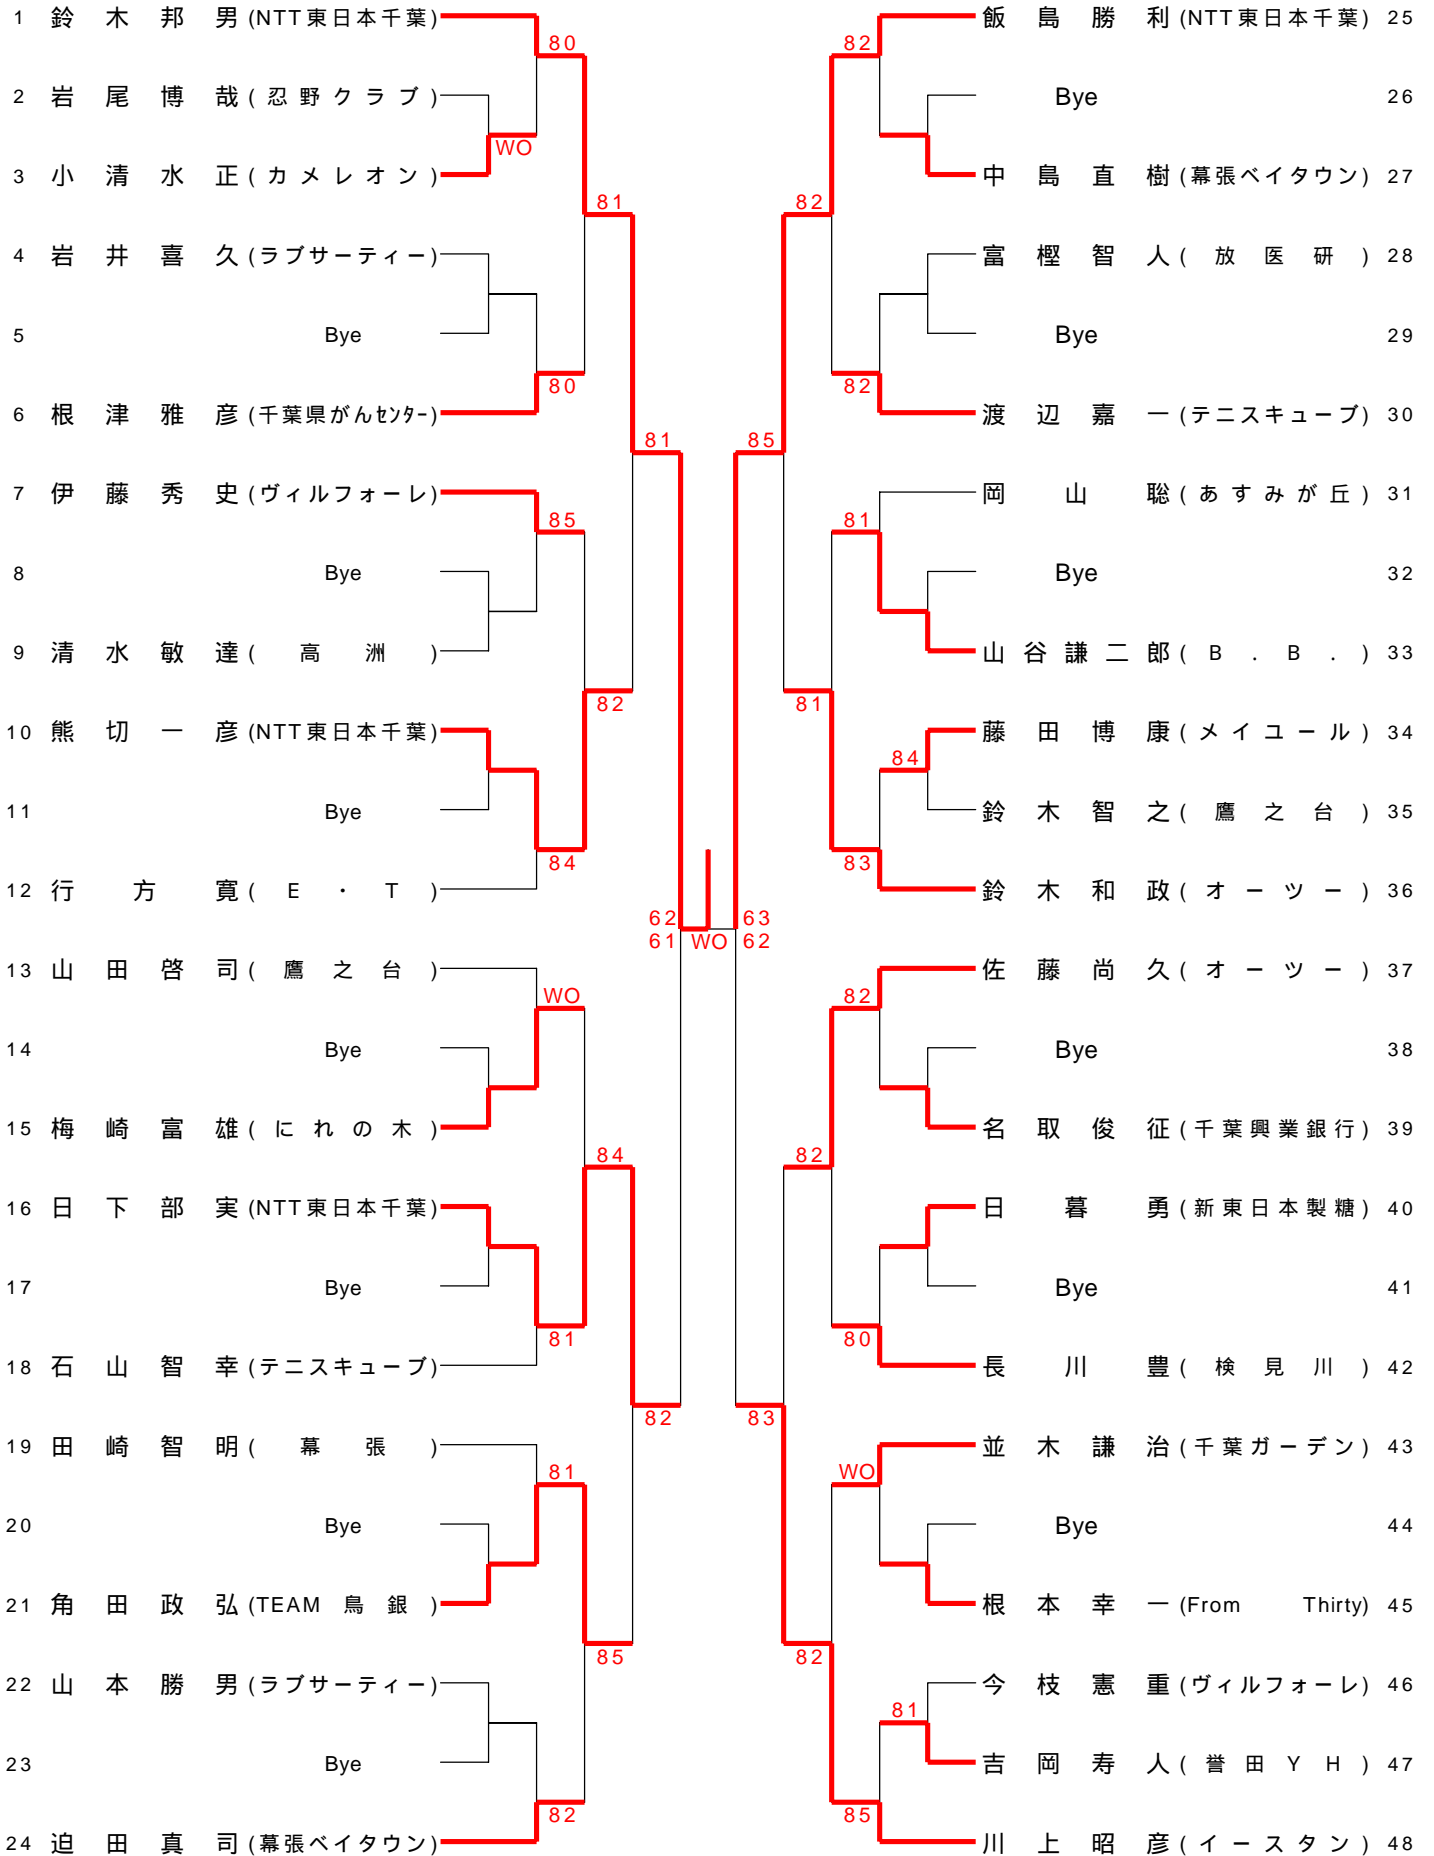 1 鈴木邦男(NTT東日本千葉)
80
2 岩尾博哉(忍野クラブ)
WO
3 小清水正(カメレオン)
81
4 岩井喜久(ラブサーティー)
5 Bye
80
6 根津雅彦(千葉県がんセンター)
81
7 伊藤秀史(ヴィルフォーレ)
85
8 Bye
9 清水敏達(高洲)
82
10 熊切一彦(NTT東日本千葉)
11 Bye
84
12 行方寛(E・T)
62
61
WO
13 山田啓司(鷹之台)
WO
14 Bye
15 梅崎富雄(にれの木)
84
16 日下部実(NTT東日本千葉)
17 Bye
81
18 石山智幸(テニスキューブ)
82
19 田崎智明(幕張)
81
20 Bye
21 角田政弘(TEAM鳥銀)
85
22 山本勝男(ラブサーティー)
23 Bye
82
24 迫田真司(幕張ベイタウン)
飯島勝利(NTT東日本千葉) 25
82
Bye 26
中島直樹(幕張ベイタウン) 27
82
富樫智人(放医研) 28
Bye 29
82
渡辺嘉一(テニスキューブ) 30
85
岡山聡(あすみが丘) 31
81
Bye 32
山谷謙二郎(B.B.) 33
81
藤田博康(メイユール) 34
84
鈴木智之(鷹之台) 35
83
鈴木和政(オーツー) 36
63
62
佐藤尚久(オーツー) 37
82
Bye 38
名取俊征(千葉興業銀行) 39
82
日暮勇(新東日本製糖) 40
Bye 41
80
長川豊(検見川) 42
83
並木謙治(千葉ガーデン) 43
WO
Bye 44
根本幸一(From Thirty) 45
82
今枝憲重(ヴィルフォーレ) 46
81
吉岡寿人(誉田YH) 47
85
川上昭彦(イースタン) 48